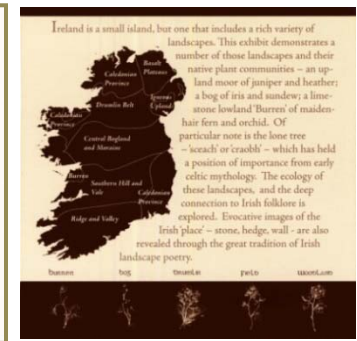 Ireland is a small island, but one that includes a rich variety of
landscapes. This exhibit demonstrates a
number of those landscapes and their
native plant communities – an up-
land moor of juniper and heather;
a bog of iris and sundew; a lime-
stone lowland 'Burren' of maiden-
hair fern and orchid. Of
particular note is the lone tree
– 'sceach' or 'craobh' – which has held
a position of importance from early
celtic mythology. The ecology of
these landscapes, and the deep
connection to Irish folklore is
explored. Evocative images of the
Irish 'place' – stone, hedge, wall - are also
revealed through the great tradition of Irish
landscape poetry.
Basalt
Plateau
Caledonian
Province
Drumlin Belt
Upland
Caledonian
Province
Central Bogland
and Moraine
Burren
Southern Hill and
Vale
Caledonian
Province
Ridge and Valley
burren bog